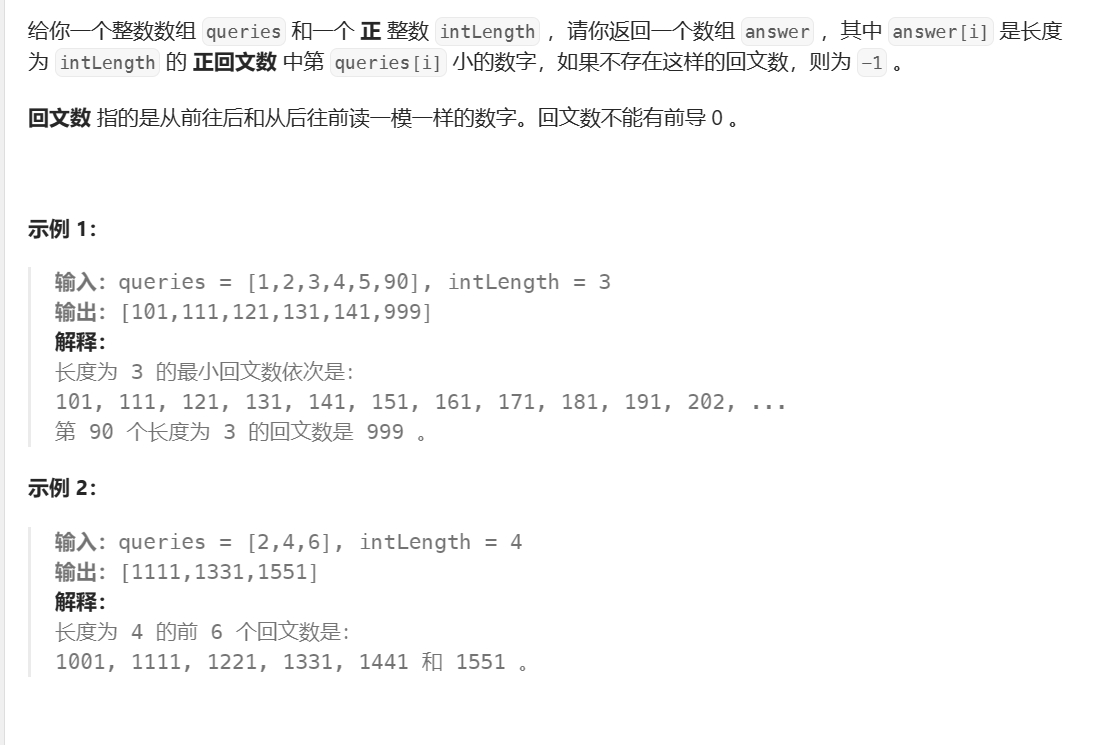 给你一个整数数组 queries 和一个 正 整数 intLength ，请你返回一个数组 answer ，其中 answer[i] 是长度
为 intLength 的 正回文数 中第 queries[i] 小的数字，如果不存在这样的回文数，则为 -1 。
回文数 指的是从前往后和从后往前读一模一样的数字。回文数不能有前导 0 。
示例 1：
输入：queries = [1,2,3,4,5,90], intLength = 3
输出：[101,111,121,131,141,999]
解释：
长度为 3 的最小回文数依次是：
101, 111, 121, 131, 141, 151, 161, 171, 181, 191, 202, ...
第 90 个长度为 3 的回文数是 999 。
示例 2：
输入：queries = [2,4,6], intLength = 4
输出：[1111,1331,1551]
解释：
长度为 4 的前 6 个回文数是：
1001, 1111, 1221, 1331, 1441 和 1551 。